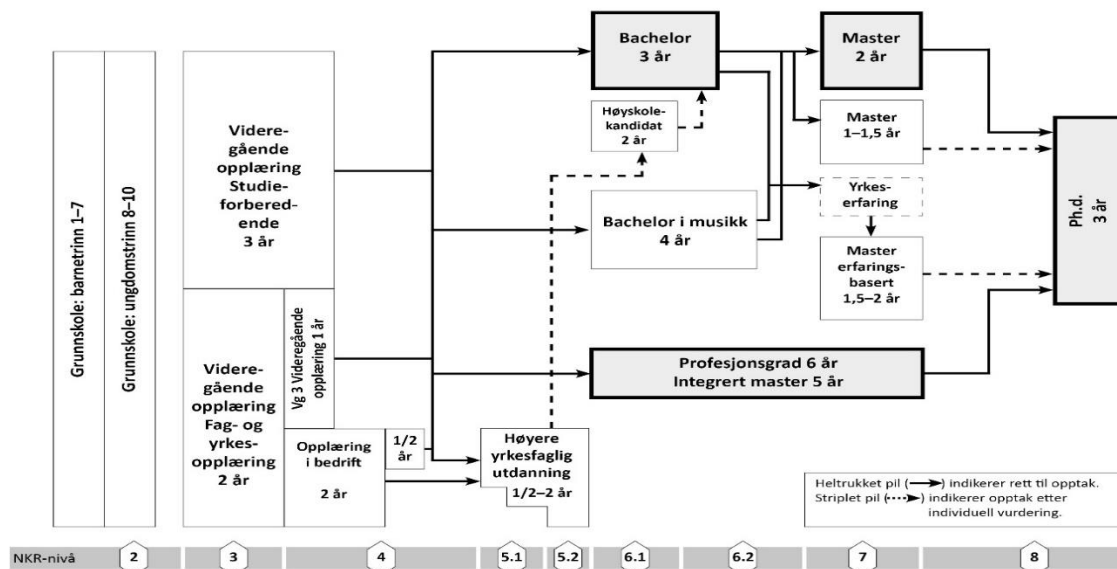 Grunnskole: barnetrinn 1–7
Grunnskole: ungdomstrinn 8–10
Videre-
gående
opplæring
Studie-
forbered-
ende
3 år
Videre-
gående
opplæring
Fag- og
yrkes-
opplæring
2 år
Vg 3 Videregående
opplæring 1 år
Opplæring
i bedrift
2 år
1/2
år
Høyere
yrkesfaglig
utdanning
1/2–2 år
Bachelor
3 år
Høyskole-
kandidat
2 år
Bachelor i musikk
4 år
Profesjonsgrad 6 år
Integrert master 5 år
Master
2 år
Master
1–1,5 år
Yrkes-
erfaring
Master
erfarings-
basert
1,5–2 år
Ph.d.
3 år
Heltrukket pil ( ) indikerer rett til opptak.
Striplet pil ( ) indikerer opptak etter
individuell vurdering.
NKR-nivå 2 3 4 5.1 5.2 6.1 6.2 7 8